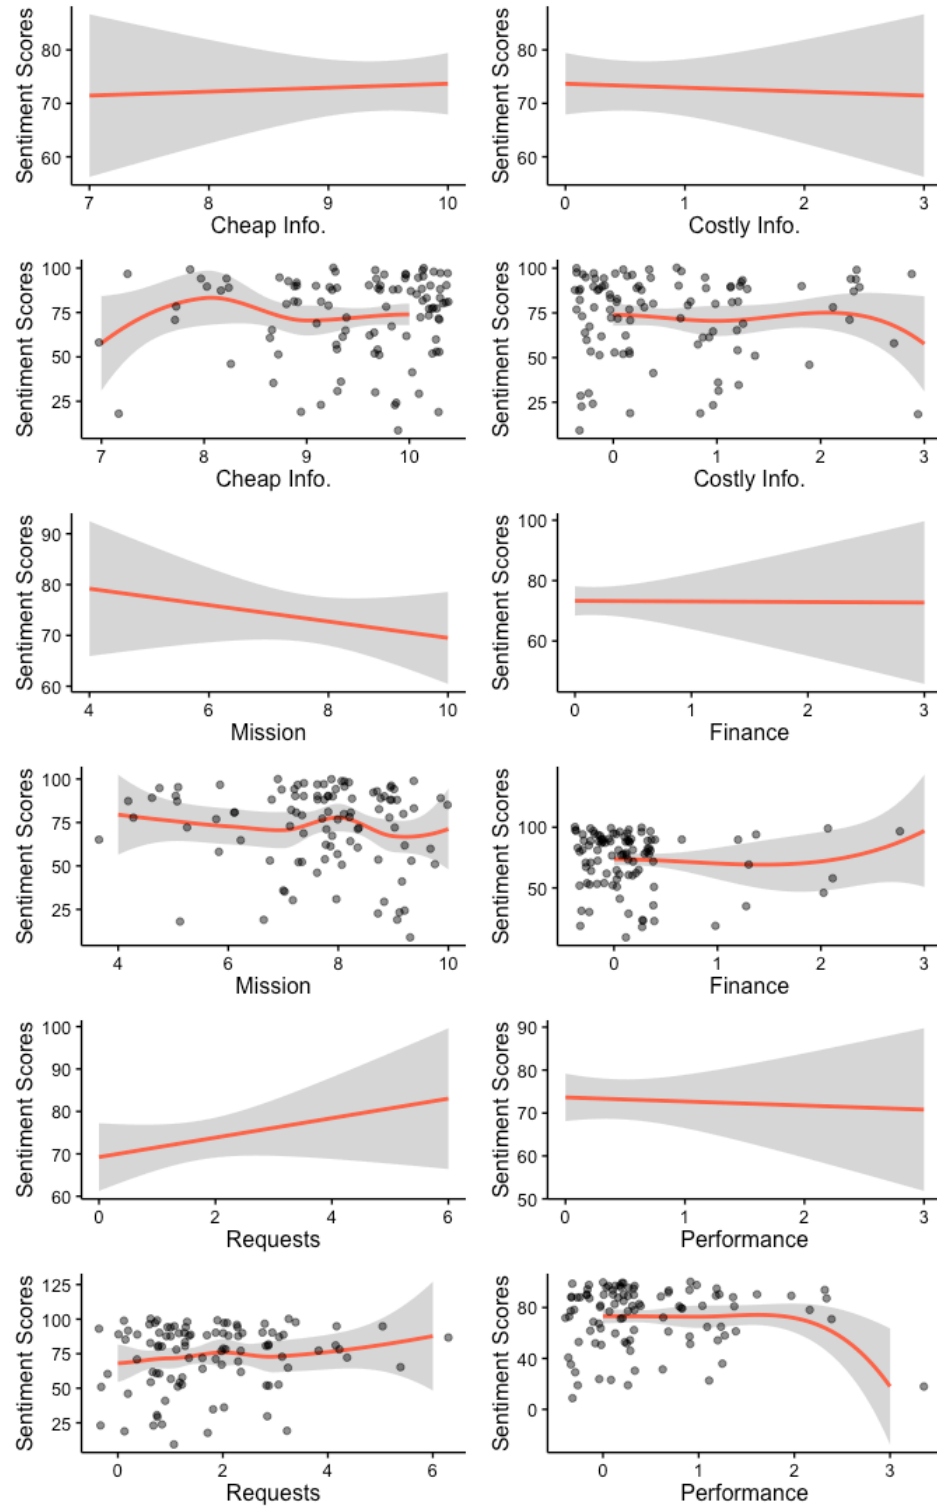 Sentiment Scores
80
70
60
7 8 9 10
Cheap Info.
Sentiment Scores
80
70
60
0 1 2 3
Costly Info.
Sentiment Scores
100
75
50
25
7 8 9 10
Cheap Info.
Sentiment Scores
100
75
50
25
0 1 2 3
Costly Info.
Sentiment Scores
90
80
70
60
4 6 8 10
Mission
Sentiment Scores
100
80
60
0 1 2 3
Finance
Sentiment Scores
100
75
50
25
4 6 8 10
Mission
Sentiment Scores
100
50
0 1 2 3
Finance
Sentiment Scores
100
90
80
70
60
0 2 4 6
Requests
Sentiment Scores
90
80
70
60
50
0 1 2 3
Performance
Sentiment Scores
125
100
75
50
25
0 2 4 6
Requests
Sentiment Scores
80
40
0
0 1 2 3
Performance